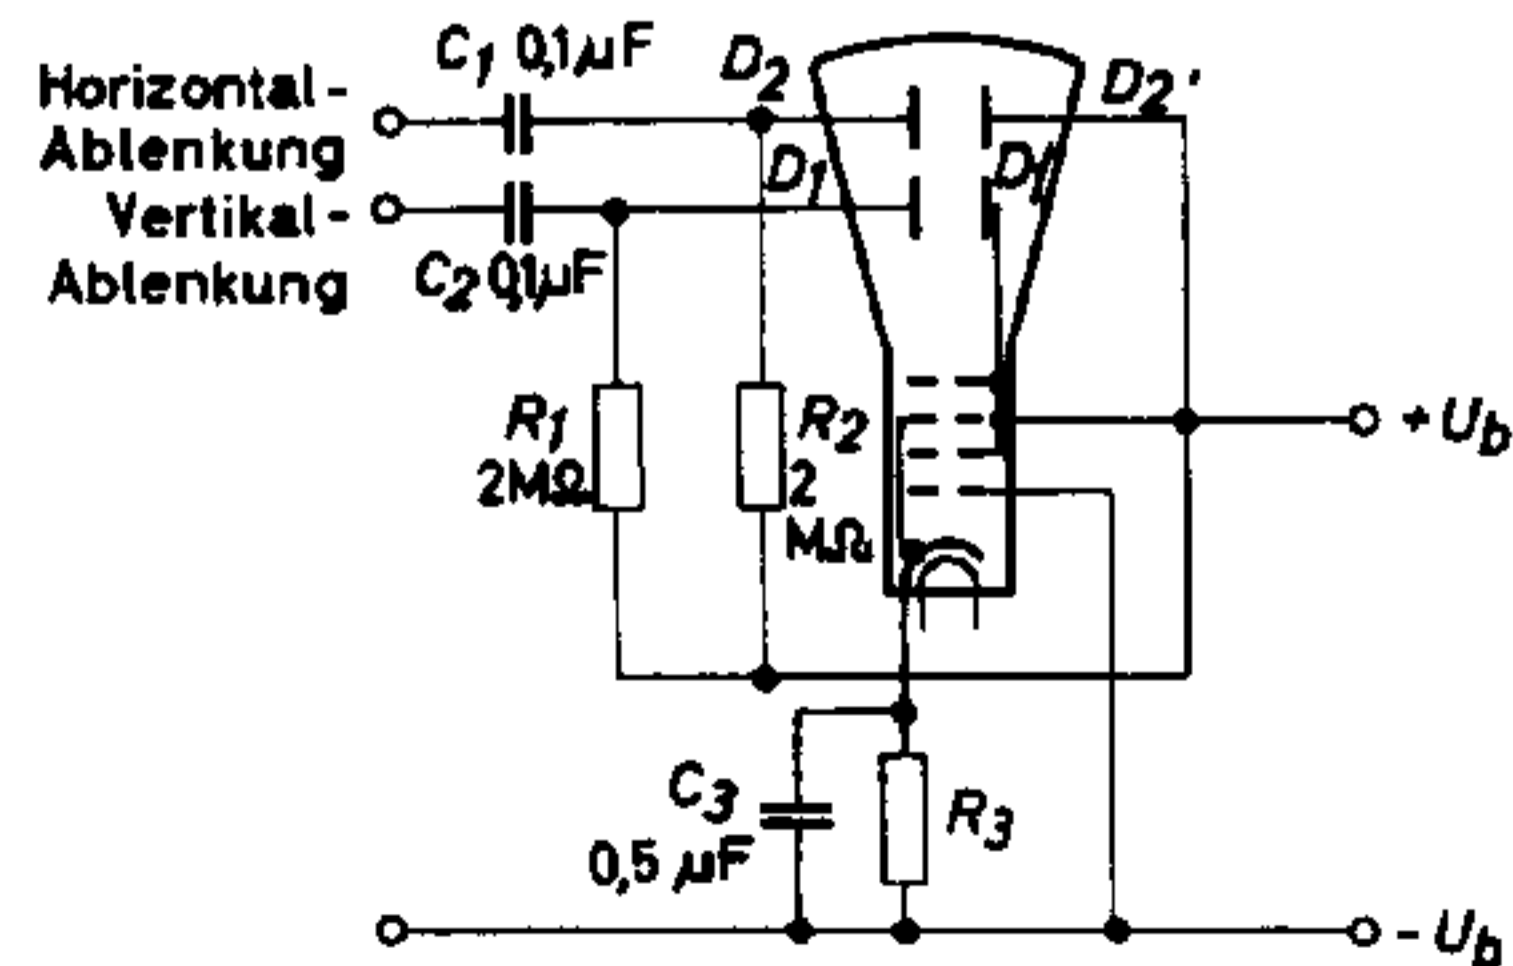 C1 0,1μF
Horizontal-
Ablenkung
Vertikal-
Ablenkung
C2 0,1μF
D2
D2'
D1
D1'
R1
2MΩ
R2
2
MΩ
+Ub
C3
0,5 μF
R3
-Ub